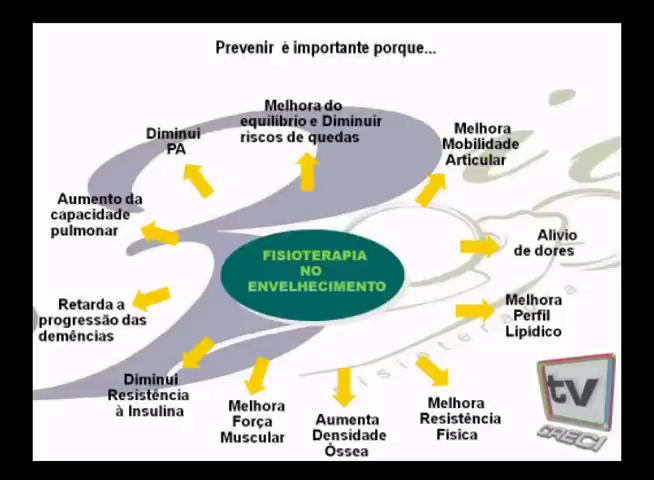 Prevenir é importante porque...
Melhora do
equilíbrio e Diminuir
riscos de quedas
Diminui
PA
Melhora
Mobilidade
Articular
Aumento da
capacidade
pulmonar
Alivio
de dores
FISIOTERAPIA
NO
ENVELHECIMENTO
Retarda a
progressão das
demências
Melhora
Perfil
Lipídico
Diminui
Resistência
à Insulina
Melhora
Força
Muscular
Aumenta
Densidade
Óssea
Melhora
Resistência
Física
fisioterapia
tv
CRECI